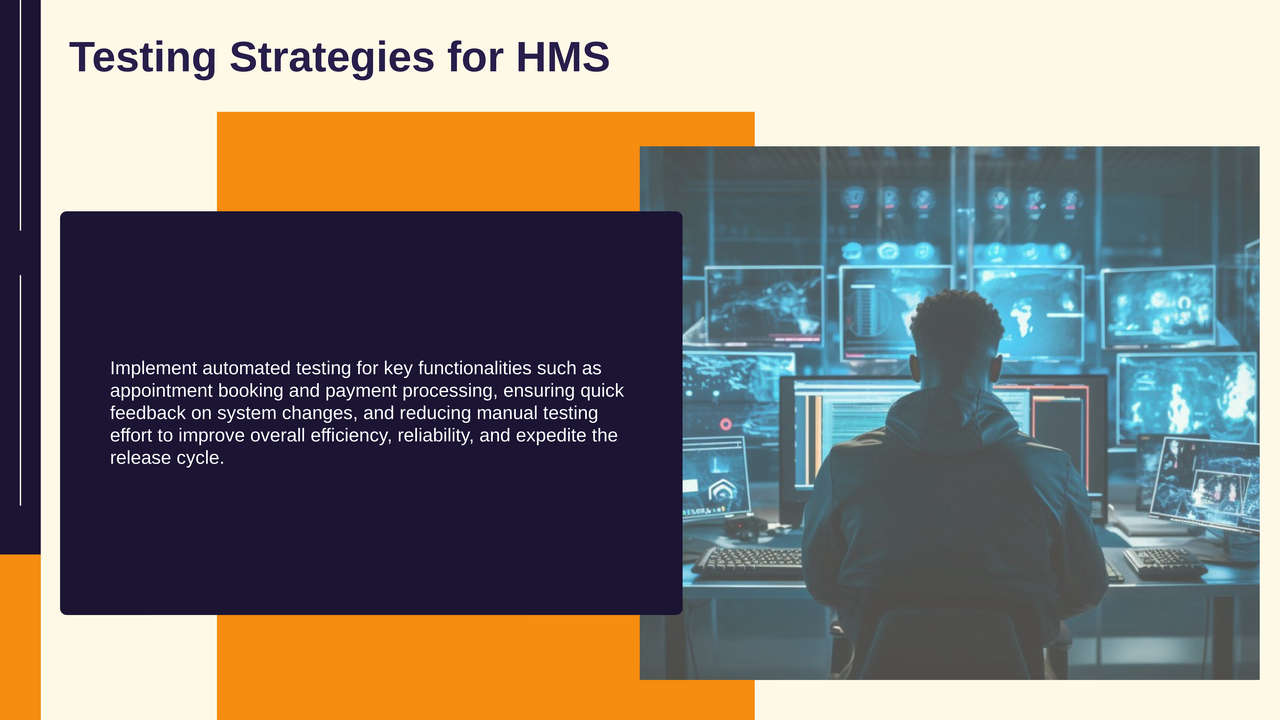 Testing Strategies for HMS
Implement automated testing for key functionalities such as
appointment booking and payment processing, ensuring quick
feedback on system changes, and reducing manual testing
effort to improve overall efficiency, reliability, and expedite the
release cycle.